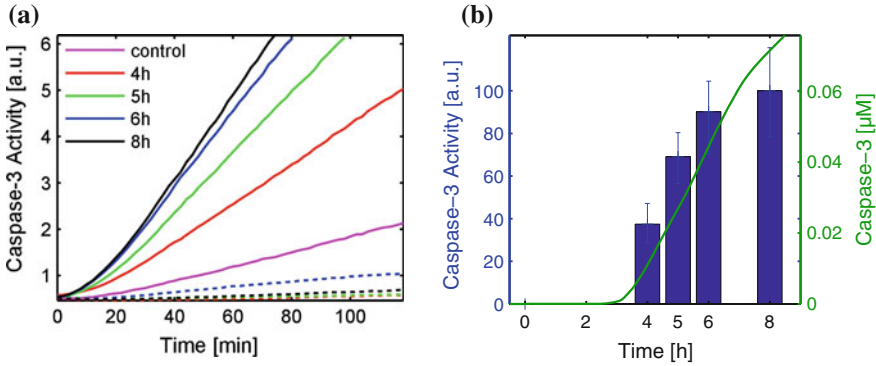 (a)
Caspase-3 Activity [a.u.]
6
5
4
3
2
1
control
4h
5h
6h
8h
0 20 40 60 80 100
Time [min]
(b)
Caspase−3 Activity [a.u.]
100
80
60
40
20
0
0 2 4 5 6 8
Time [h]
0.06
0.04
0.02
0
Caspase−3 [µM]